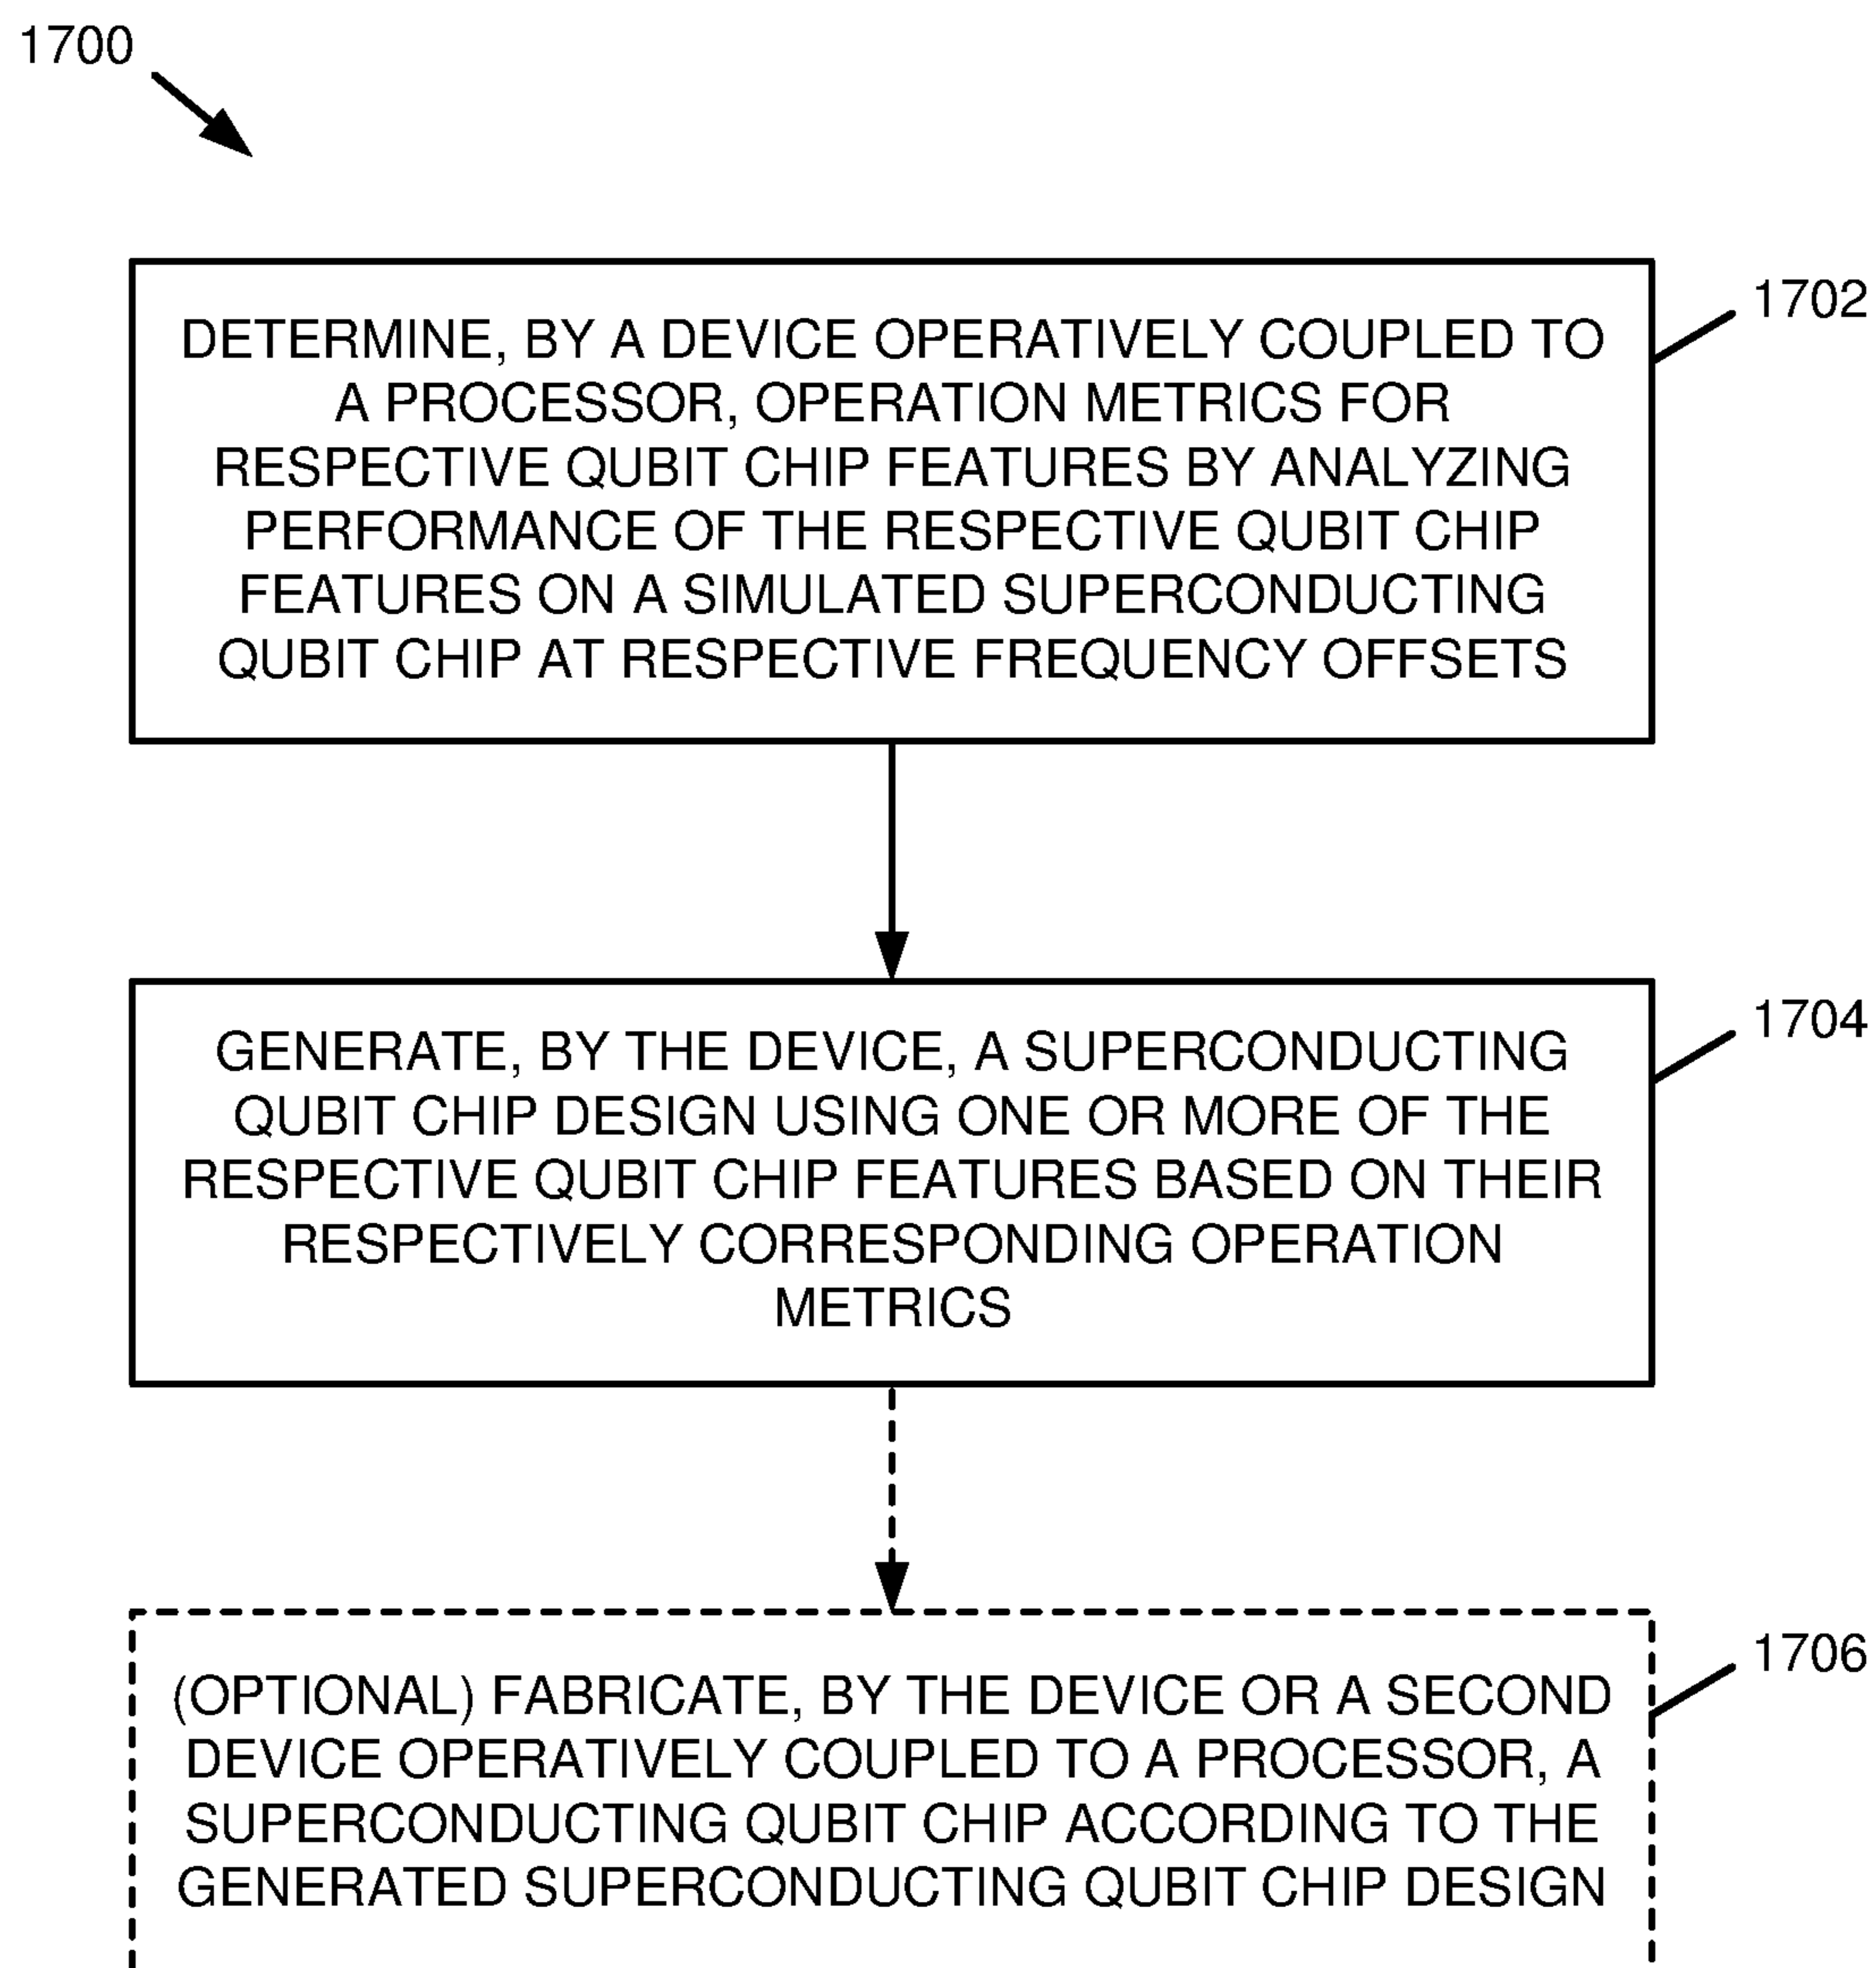 1700
1702
DETERMINE, BY A DEVICE OPERATIVELY COUPLED TO
A PROCESSOR, OPERATION METRICS FOR
RESPECTIVE QUBIT CHIP FEATURES BY ANALYZING
PERFORMANCE OF THE RESPECTIVE QUBIT CHIP
FEATURES ON A SIMULATED SUPERCONDUCTING
QUBIT CHIP AT RESPECTIVE FREQUENCY OFFSETS
1704
GENERATE, BY THE DEVICE, A SUPERCONDUCTING
QUBIT CHIP DESIGN USING ONE OR MORE OF THE
RESPECTIVE QUBIT CHIP FEATURES BASED ON THEIR
RESPECTIVELY CORRESPONDING OPERATION
METRICS
1706
(OPTIONAL) FABRICATE, BY THE DEVICE OR A SECOND
DEVICE OPERATIVELY COUPLED TO A PROCESSOR, A
SUPERCONDUCTING QUBIT CHIP ACCORDING TO THE
GENERATED SUPERCONDUCTING QUBIT CHIP DESIGN